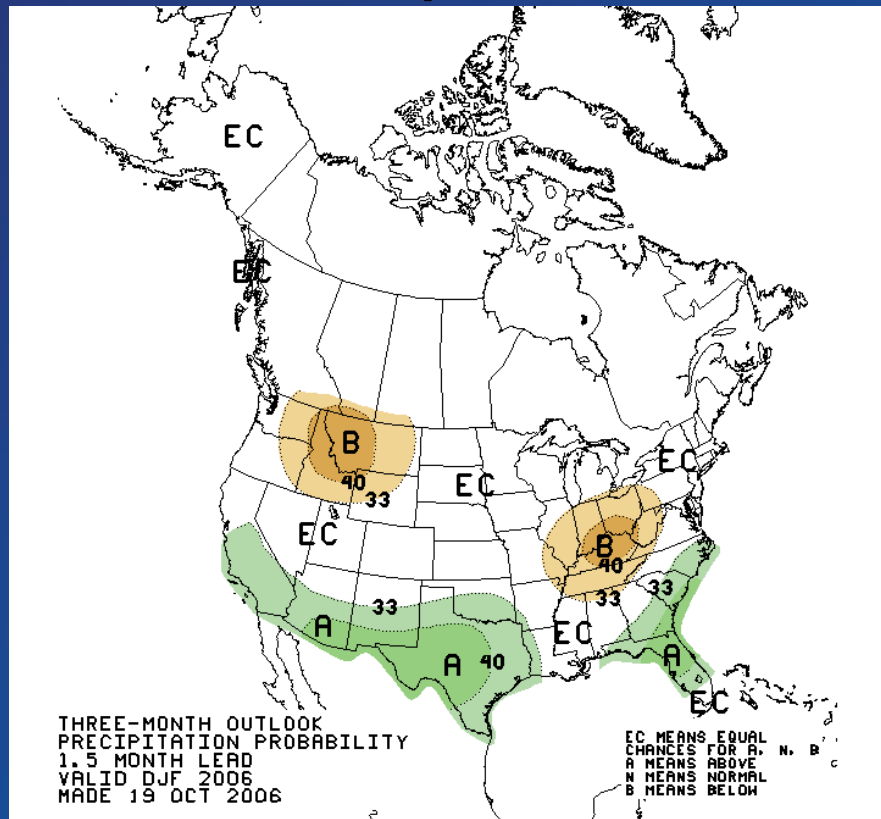 EC
EC
B
40
33
EC
EC
EC
B
40
33
33
33
A
A
40
EC
A
EC
THREE-MONTH OUTLOOK
PRECIPITATION PROBABILITY
1.5 MONTH LEAD
VALID DJF 2006
MADE 19 OCT 2006
EC MEANS EQUAL
CHANCES FOR A, N, B
A MEANS ABOVE
N MEANS NORMAL
B MEANS BELOW